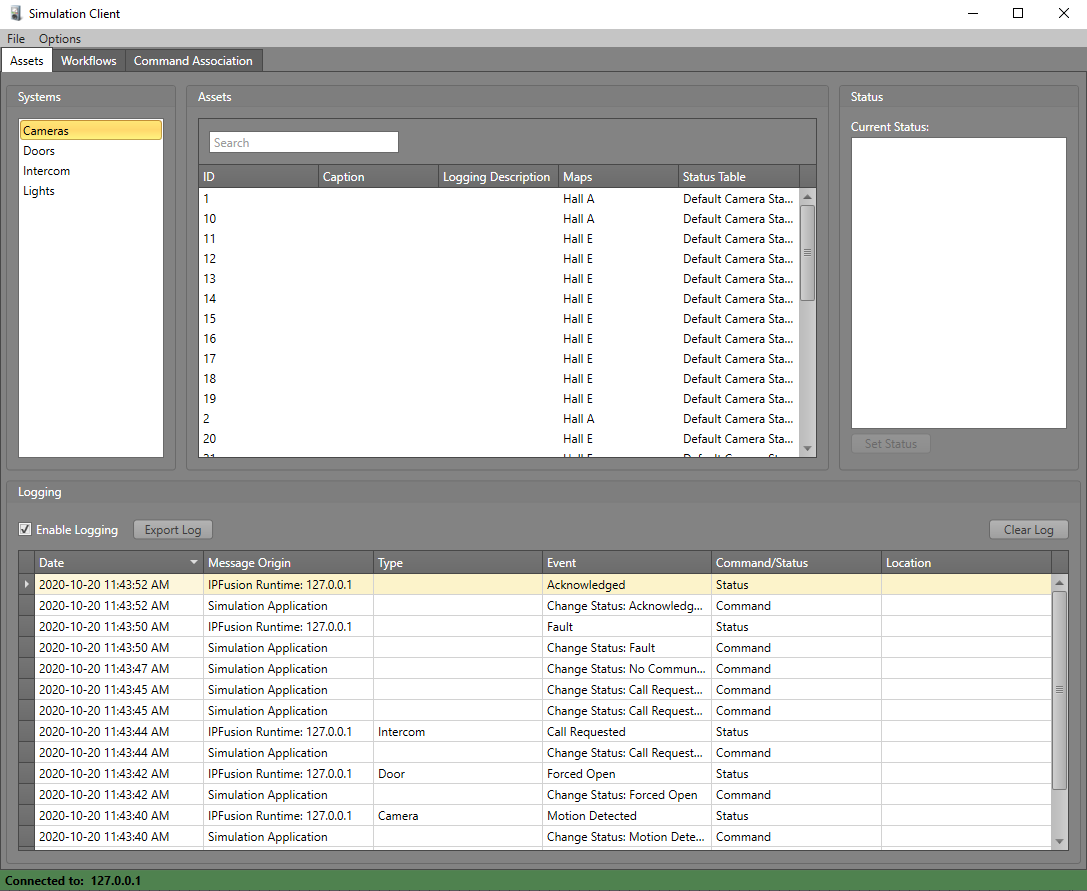 Simulation Client
File Options
Assets Workflows Command Association
Systems
Cameras
Doors
Intercom
Lights
Assets
Search
ID Caption Logging Description Maps Status Table
1 Hall A Default Camera Sta...
10 Hall A Default Camera Sta...
11 Hall E Default Camera Sta...
12 Hall E Default Camera Sta...
13 Hall E Default Camera Sta...
14 Hall E Default Camera Sta...
15 Hall E Default Camera Sta...
16 Hall E Default Camera Sta...
17 Hall E Default Camera Sta...
18 Hall E Default Camera Sta...
19 Hall E Default Camera Sta...
2 Hall A Default Camera Sta...
20 Hall E Default Camera Sta...
Status
Current Status:
Set Status
Logging
Enable Logging Export Log Clear Log
Date Message Origin Type Event Command/Status Location
2020-10-20 11:43:52 AM IPFusion Runtime: 127.0.0.1 Acknowledged Status
2020-10-20 11:43:52 AM Simulation Application Change Status: Acknowledg... Command
2020-10-20 11:43:50 AM IPFusion Runtime: 127.0.0.1 Fault Status
2020-10-20 11:43:50 AM Simulation Application Change Status: Fault Command
2020-10-20 11:43:47 AM Simulation Application Change Status: No Commun... Command
2020-10-20 11:43:45 AM Simulation Application Change Status: Call Request... Command
2020-10-20 11:43:45 AM Simulation Application Change Status: Call Request... Command
2020-10-20 11:43:44 AM IPFusion Runtime: 127.0.0.1 Intercom Call Requested Status
2020-10-20 11:43:44 AM Simulation Application Change Status: Call Request... Command
2020-10-20 11:43:42 AM IPFusion Runtime: 127.0.0.1 Door Forced Open Status
2020-10-20 11:43:42 AM Simulation Application Change Status: Forced Open Command
2020-10-20 11:43:40 AM IPFusion Runtime: 127.0.0.1 Camera Motion Detected Status
2020-10-20 11:43:40 AM Simulation Application Change Status: Motion Dete... Command
Connected to: 127.0.0.1